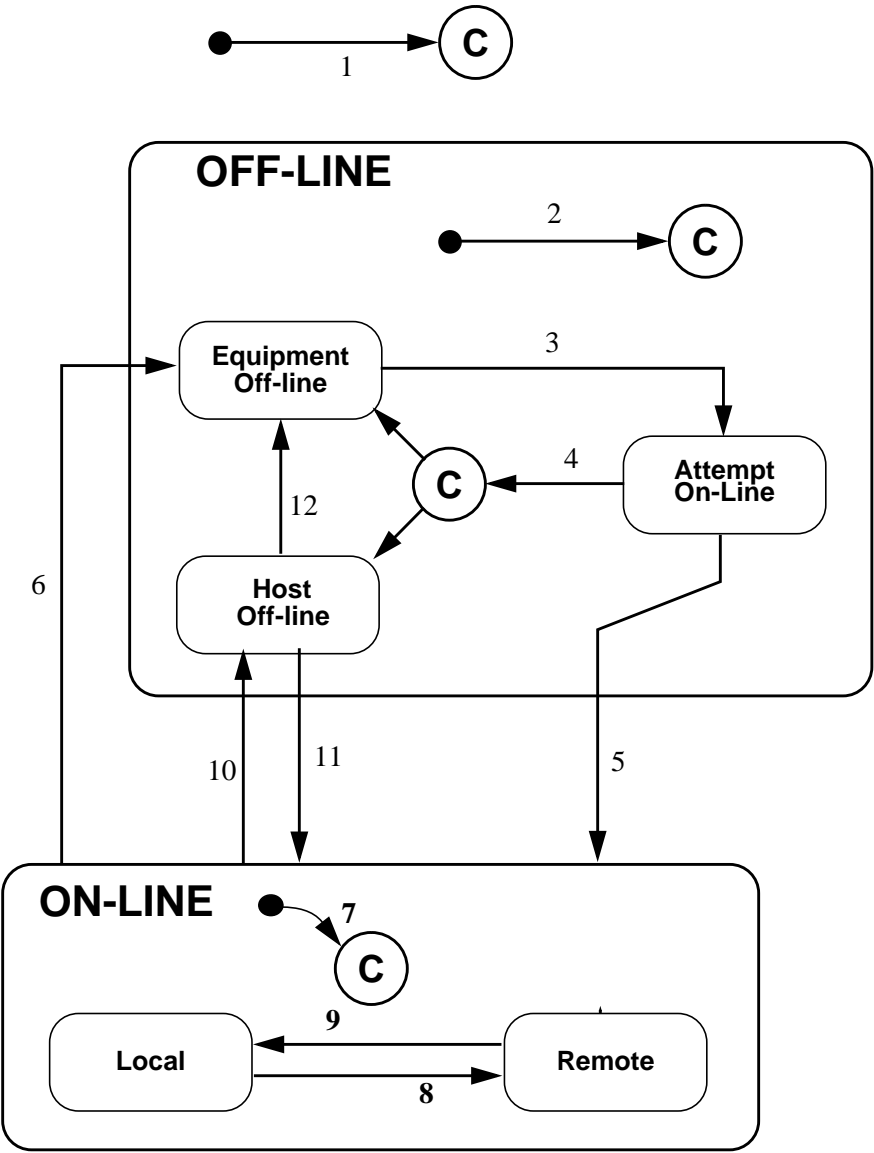 C
1
OFF-LINE
2
C
Equipment
Off-line
3
4
C
Attempt
On-Line
12
Host
Off-line
6
10
11
5
ON-LINE
7
C
9
Local
Remote
8